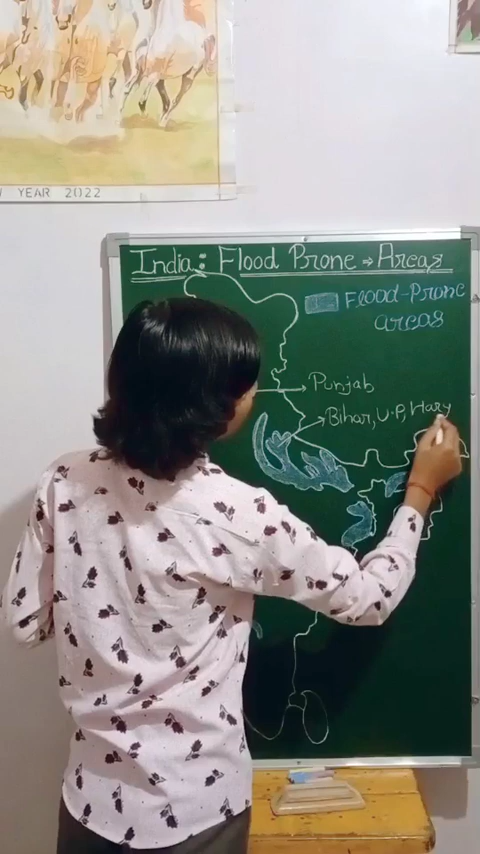 YEAR 2022
India: Flood Prone → Areas
Flood-Prone
areas
Punjab
Bihar, U.P, Hary